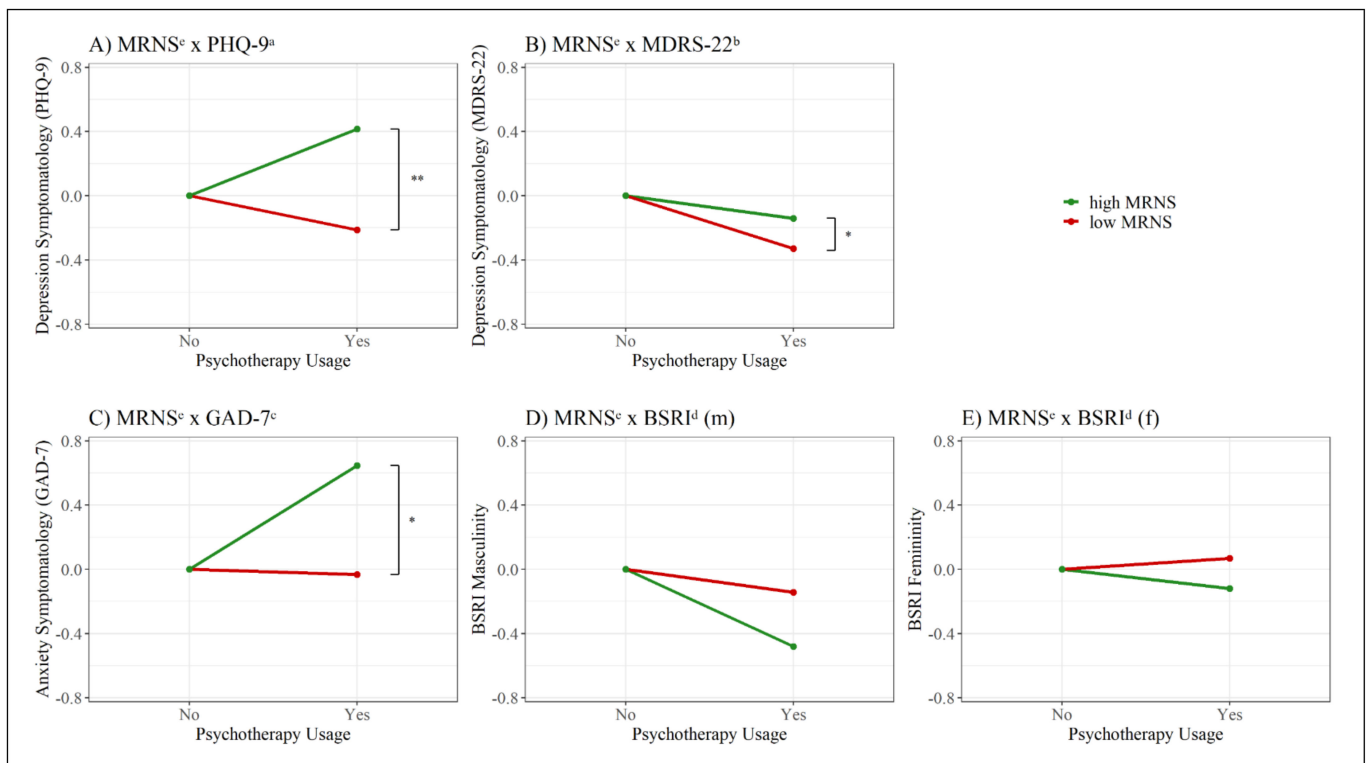 A) MRNSᵉ x PHQ-9ᵃ
Depression Symptomatology (PHQ-9)
0.8
0.4
0.0
-0.4
-0.8
**
No
Yes
Psychotherapy Usage
B) MRNSᵉ x MDRS-22ᵇ
Depression Symptomatology (MDRS-22)
0.8
0.4
0.0
-0.4
-0.8
*
No
Yes
Psychotherapy Usage
high MRNS
low MRNS
C) MRNSᵉ x GAD-7ᶜ
Anxiety Symptomatology (GAD-7)
0.8
0.4
0.0
-0.4
-0.8
*
No
Yes
Psychotherapy Usage
D) MRNSᵉ x BSRIᵈ (m)
BSRI Masculinity
0.8
0.4
0.0
-0.4
-0.8
No
Yes
Psychotherapy Usage
E) MRNSᵉ x BSRIᵈ (f)
BSRI Femininity
0.8
0.4
0.0
-0.4
-0.8
No
Yes
Psychotherapy Usage